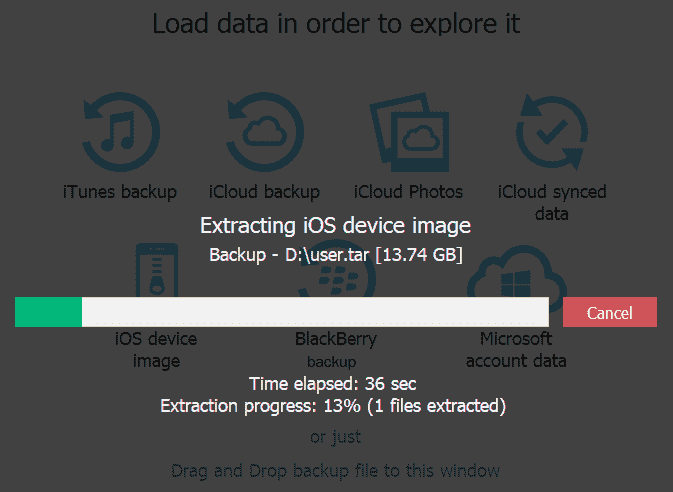 Load data in order to explore it
iTunes backup
iCloud backup
iCloud Photos
iCloud synced
data
Extracting iOS device image
Backup - D:\user.tar [13.74 GB]
Cancel
iOS device
image
BlackBerry
backup
Microsoft
account data
Time elapsed: 36 sec
Extraction progress: 13% (1 files extracted)
or just
Drag and Drop backup file to this window